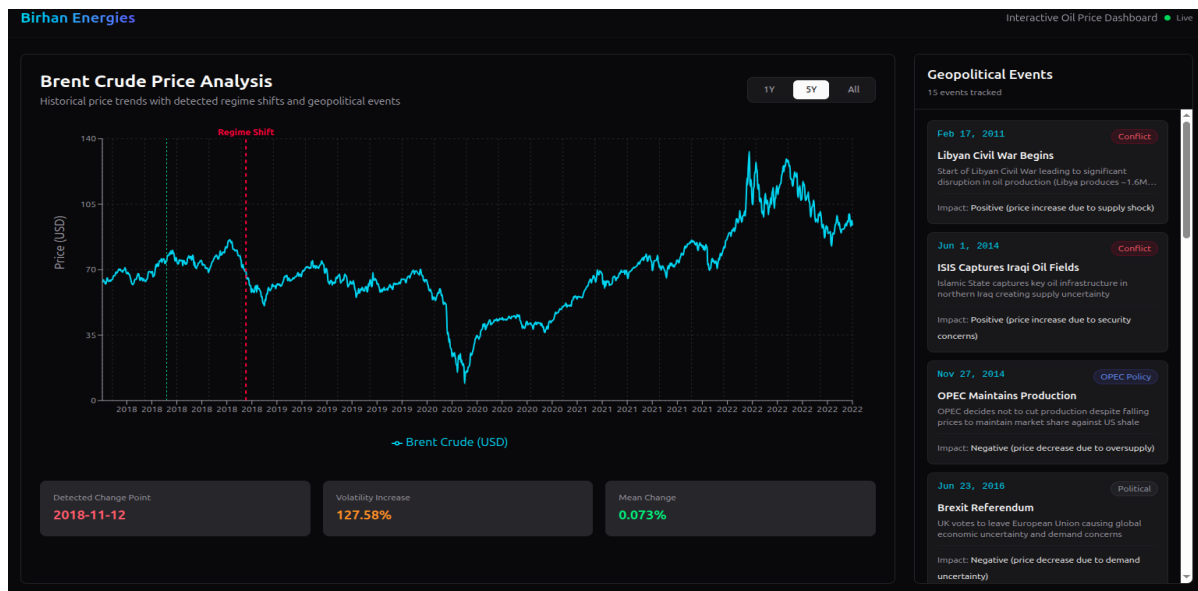 Birhan Energies
Interactive Oil Price Dashboard ● Live
Brent Crude Price Analysis
Historical price trends with detected regime shifts and geopolitical events
1Y 5Y All
Regime Shift
140
105
70
35
0
Price (USD)
2018 2018 2018 2018 2018 2018 2019 2019 2019 2019 2019 2019 2020 2020 2020 2020 2020 2020 2021 2021 2021 2021 2021 2021 2022 2022 2022 2022 2022 2022
Brent Crude (USD)
Detected Change Point
2018-11-12
Volatility Increase
127.58%
Mean Change
0.073%
Geopolitical Events
15 events tracked
Feb 17, 2011
Conflict
Libyan Civil War Begins
Start of Libyan Civil War leading to significant
disruption in oil production (Libya produces ~1.6M...
Impact: Positive (price increase due to supply shock)
Jun 1, 2014
Conflict
ISIS Captures Iraqi Oil Fields
Islamic State captures key oil infrastructure in
northern Iraq creating supply uncertainty
Impact: Positive (price increase due to security
concerns)
Nov 27, 2014
OPEC Policy
OPEC Maintains Production
OPEC decides not to cut production despite falling
prices to maintain market share against US shale
Impact: Negative (price decrease due to oversupply)
Jun 23, 2016
Political
Brexit Referendum
UK votes to leave European Union causing global
economic uncertainty and demand concerns
Impact: Negative (price decrease due to demand
uncertainty)